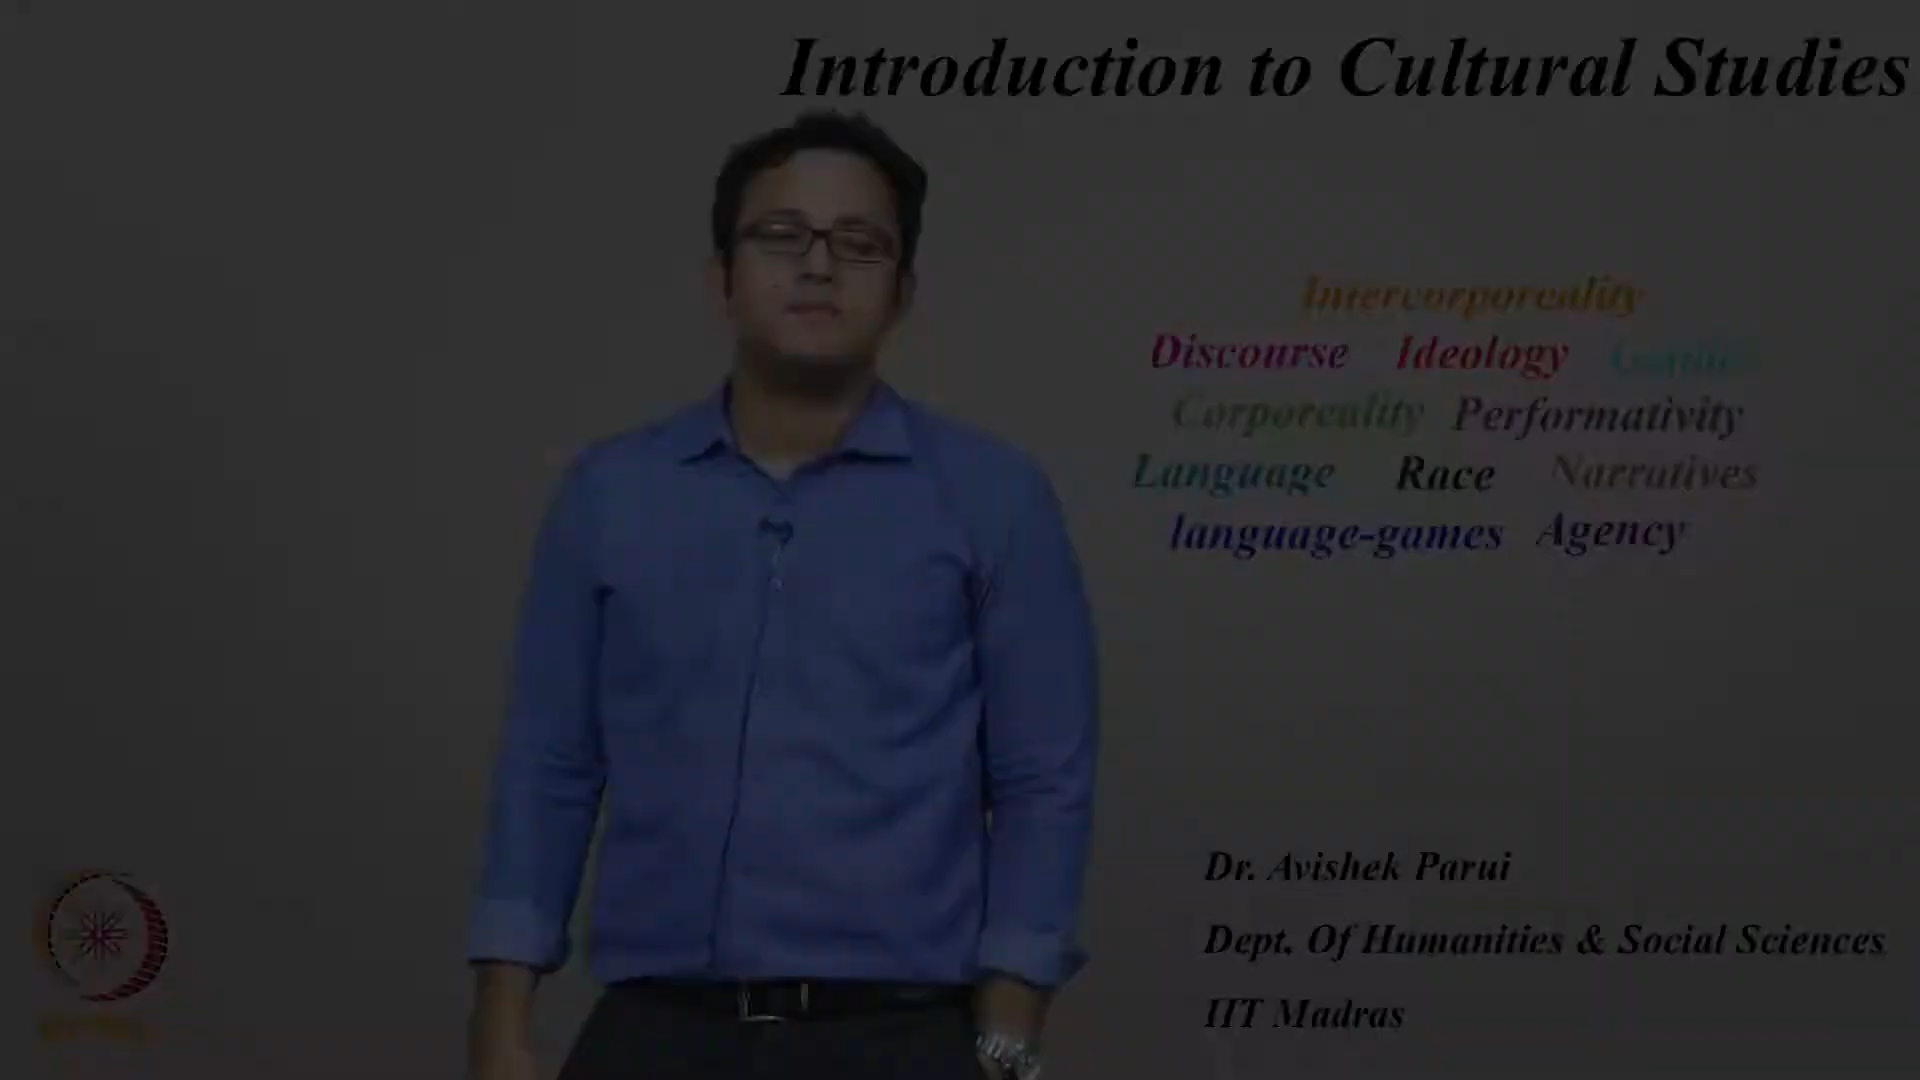 Introduction to Cultural Studies
Intercorporeality
Discourse Ideology
Corporeality Performativity
Language Race Narratives
language-games Agency
Dr. Avishek Parui
Dept. Of Humanities & Social Sciences
IIT Madras